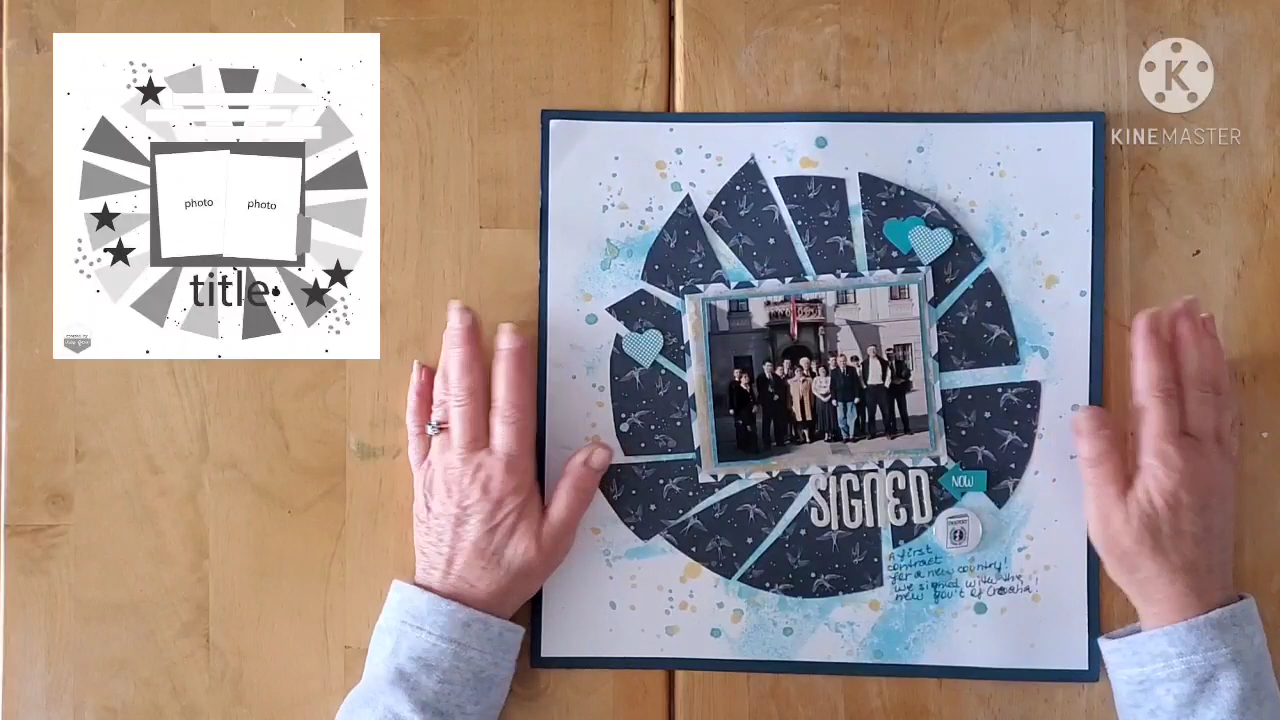 photo
photo
title
K
KINEMASTER
SIGNED
NOW
A first
contract
for a new country!
we signed with the
new gov't of Croatia!